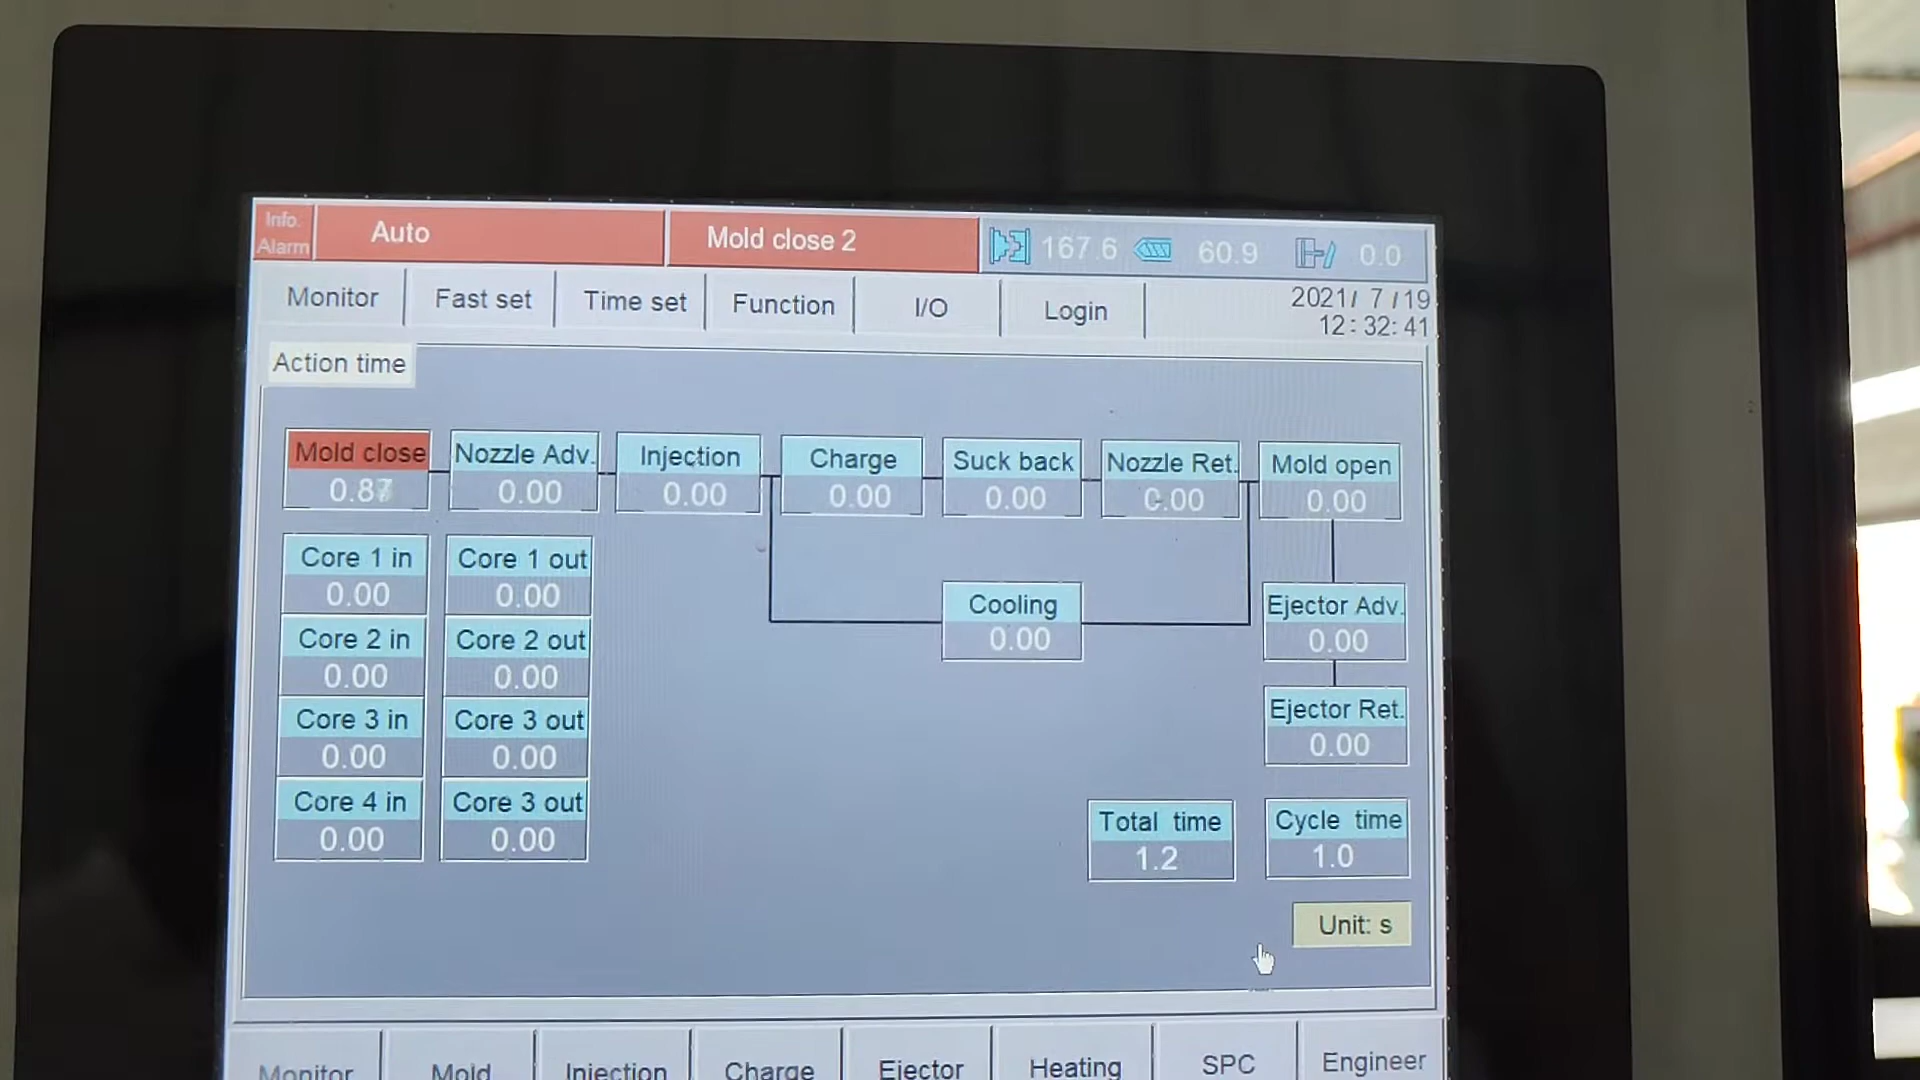 Info.
Alarm
Auto
Mold close 2
167.6
60.9
0.0
Monitor
Fast set
Time set
Function
I/O
Login
2021/ 7 /19
12:32:41
Action time
Mold close
0.87
Nozzle Adv.
0.00
Injection
0.00
Charge
0.00
Suck back
0.00
Nozzle Ret.
0.00
Mold open
0.00
Core 1 in
0.00
Core 1 out
0.00
Cooling
0.00
Ejector Adv.
0.00
Core 2 in
0.00
Core 2 out
0.00
Core 3 in
0.00
Core 3 out
0.00
Ejector Ret.
0.00
Core 4 in
0.00
Core 3 out
0.00
Total time
1.2
Cycle time
1.0
Unit: s
Monitor
Mold
Injection
Charge
Ejector
Heating
SPC
Engineer